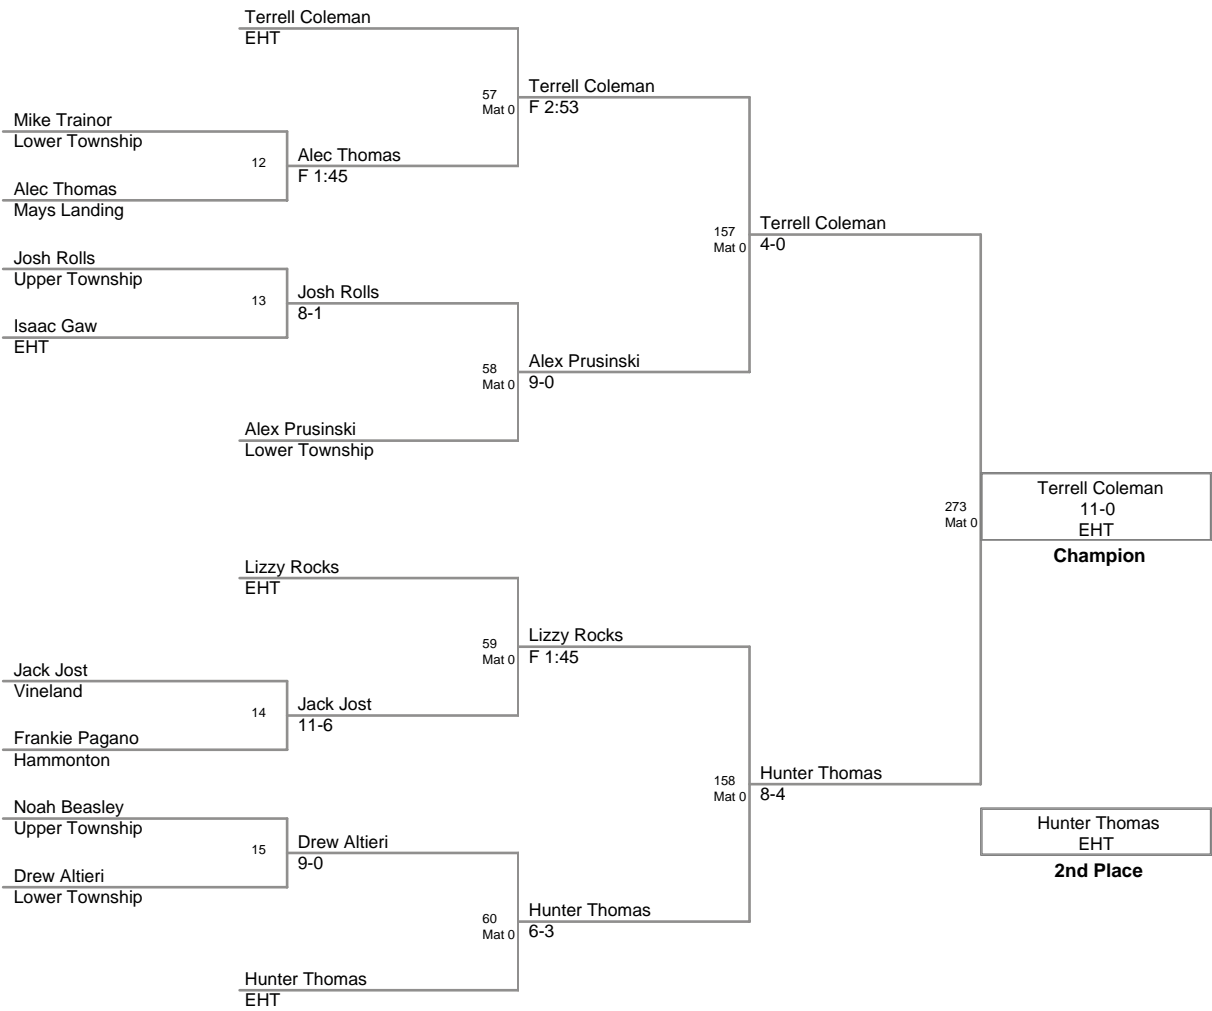 Terrell Coleman
EHT
57
Mat 0
Terrell Coleman
F 2:53
Mike Trainor
Lower Township
12
Alec Thomas
F 1:45
Alec Thomas
Mays Landing
157
Mat 0
Terrell Coleman
4-0
Josh Rolls
Upper Township
13
Josh Rolls
8-1
Isaac Gaw
EHT
58
Mat 0
Alex Prusinski
9-0
Alex Prusinski
Lower Township
273
Mat 0
Terrell Coleman
11-0
EHT
Champion
Lizzy Rocks
EHT
59
Mat 0
Lizzy Rocks
F 1:45
Jack Jost
Vineland
14
Jack Jost
11-6
Frankie Pagano
Hammonton
158
Mat 0
Hunter Thomas
8-4
Noah Beasley
Upper Township
15
Drew Altieri
9-0
Drew Altieri
Lower Township
60
Mat 0
Hunter Thomas
6-3
Hunter Thomas
EHT
Hunter Thomas
EHT
2nd Place